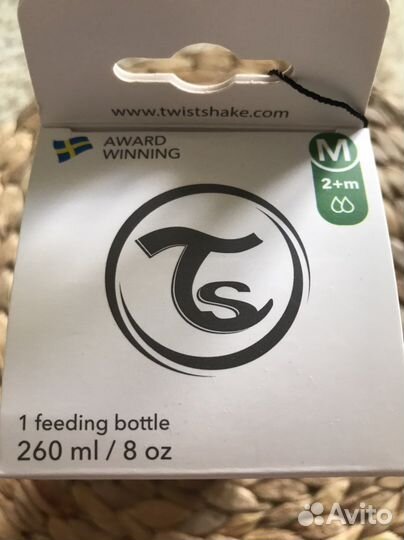 www.twistshake.com
AWARD
WINNING
M
2+m
Ts
1 feeding bottle
260 ml / 8 oz
Avito